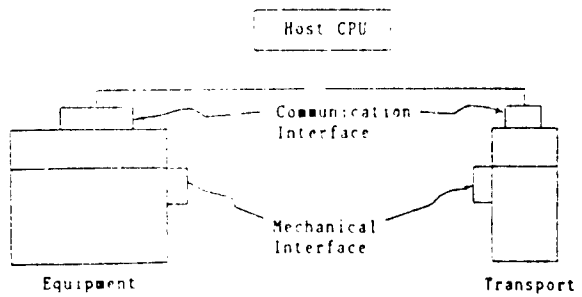 Host CPU
Communication
Interface
Mechanical
Interface
Equipment
Transport